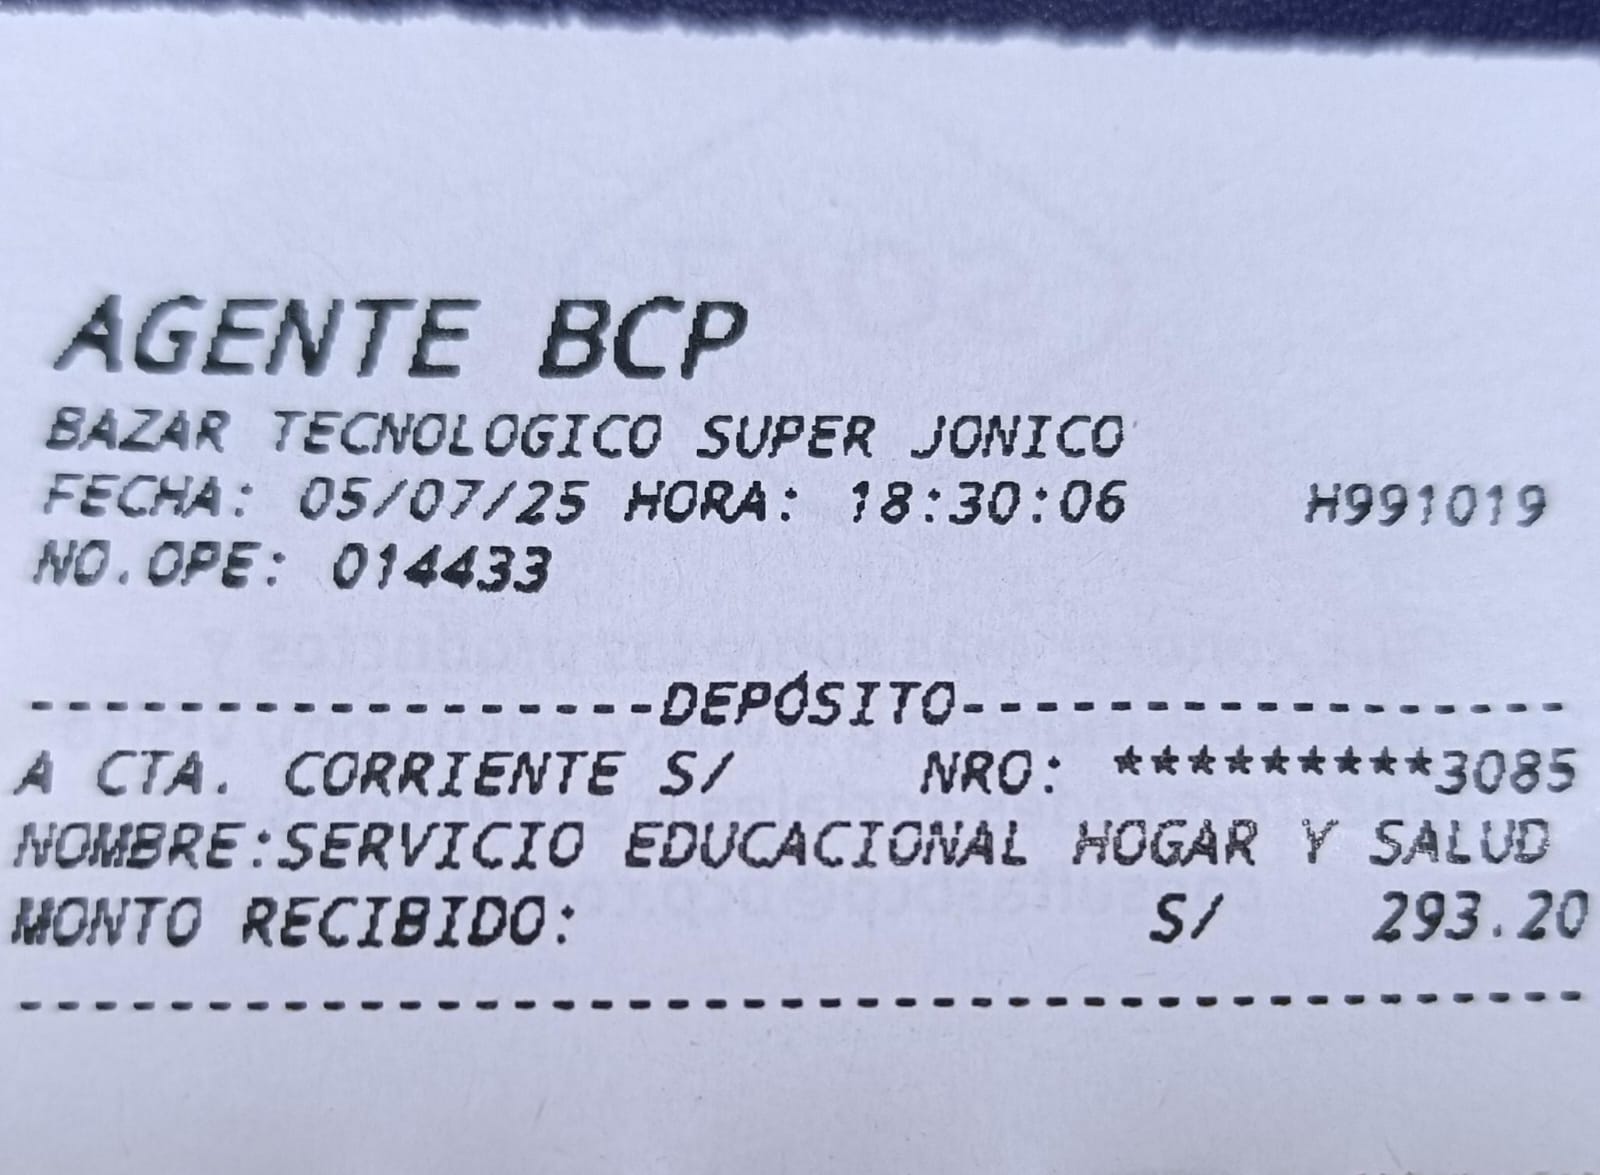 AGENTE BCP
BAZAR TECNOLOGICO SUPER JONICO
FECHA: 05/07/25 HORA: 18:30:06 H991019
NO.OPE: 014433
------------------DEPÓSITO------------------
A CTA. CORRIENTE S/ NRO: *********3085
NOMBRE:SERVICIO EDUCACIONAL HOGAR Y SALUD
MONTO RECIBIDO: S/ 293.20